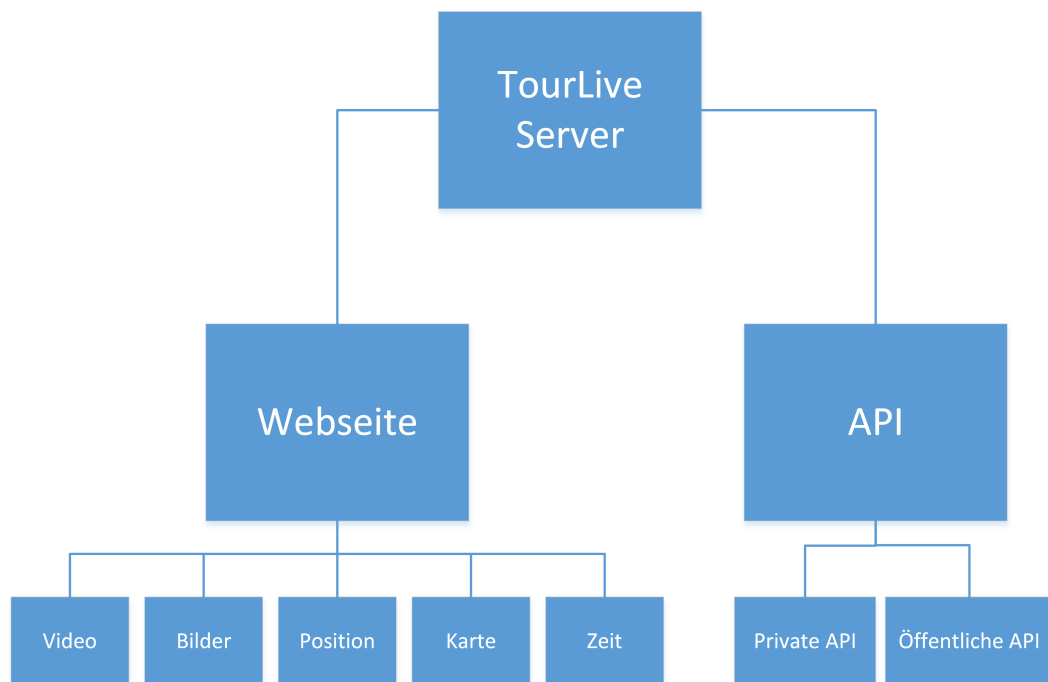 TourLive
Server
Webseite
API
Video
Bilder
Position
Karte
Zeit
Private API
Öffentliche API